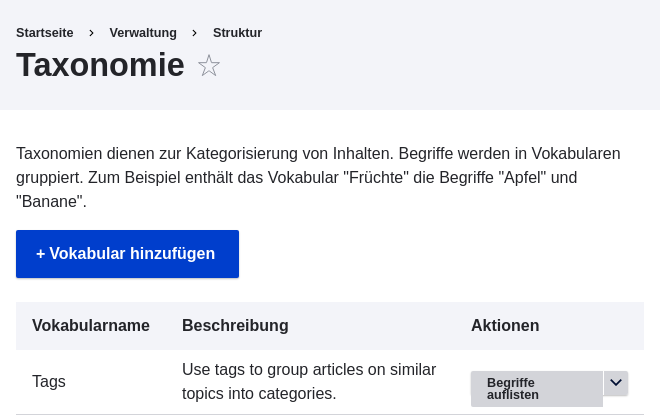 Startseite › Verwaltung › Struktur
Taxonomie
Taxonomien dienen zur Kategorisierung von Inhalten. Begriffe werden in Vokabularen
gruppiert. Zum Beispiel enthält das Vokabular "Früchte" die Begriffe "Apfel" und
"Banane".
+ Vokabular hinzufügen
Vokabularname Beschreibung Aktionen
Tags
Use tags to group articles on similar
topics into categories.
Begriffe
auflisten